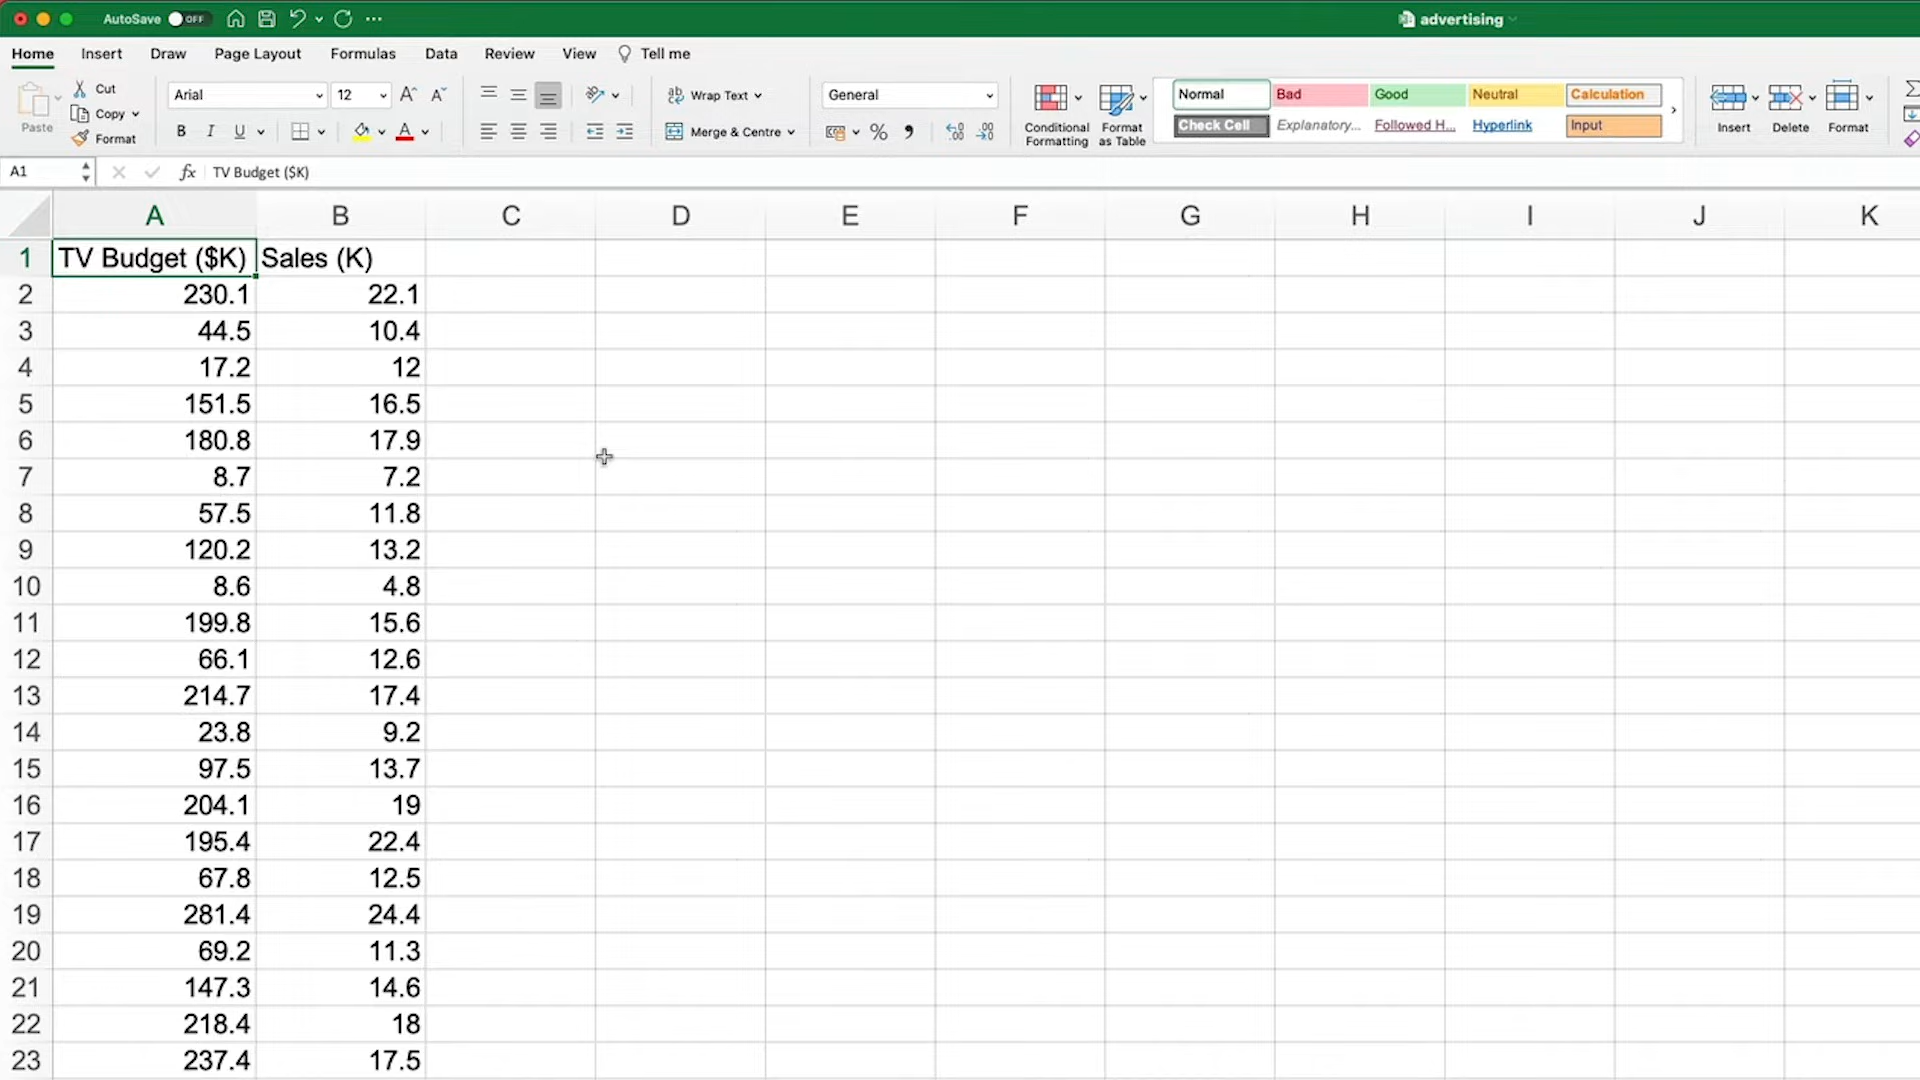 AutoSave OFF advertising
Home Insert Draw Page Layout Formulas Data Review View Tell me
Paste Cut Copy Format
Arial 12 A A Wrap Text General
B I U A Merge & Centre % 
Conditional Formatting Format as Table
Normal Bad Good Neutral Calculation
Check Cell Explanatory... Followed H... Hyperlink Input
Insert Delete Format
A1 fx TV Budget ($K)
A B C D E F G H I J K
1 TV Budget ($K) Sales (K)
2 230.1 22.1
3 44.5 10.4
4 17.2 12
5 151.5 16.5
6 180.8 17.9
7 8.7 7.2
8 57.5 11.8
9 120.2 13.2
10 8.6 4.8
11 199.8 15.6
12 66.1 12.6
13 214.7 17.4
14 23.8 9.2
15 97.5 13.7
16 204.1 19
17 195.4 22.4
18 67.8 12.5
19 281.4 24.4
20 69.2 11.3
21 147.3 14.6
22 218.4 18
23 237.4 17.5